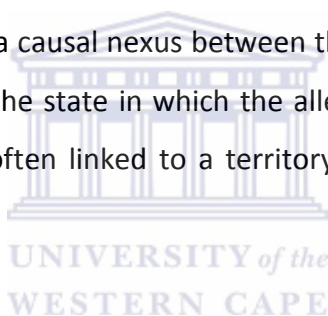 a causal nexus between th
he state in which the alle
often linked to a territory
UNIVERSITY of the
WESTERN CAPE